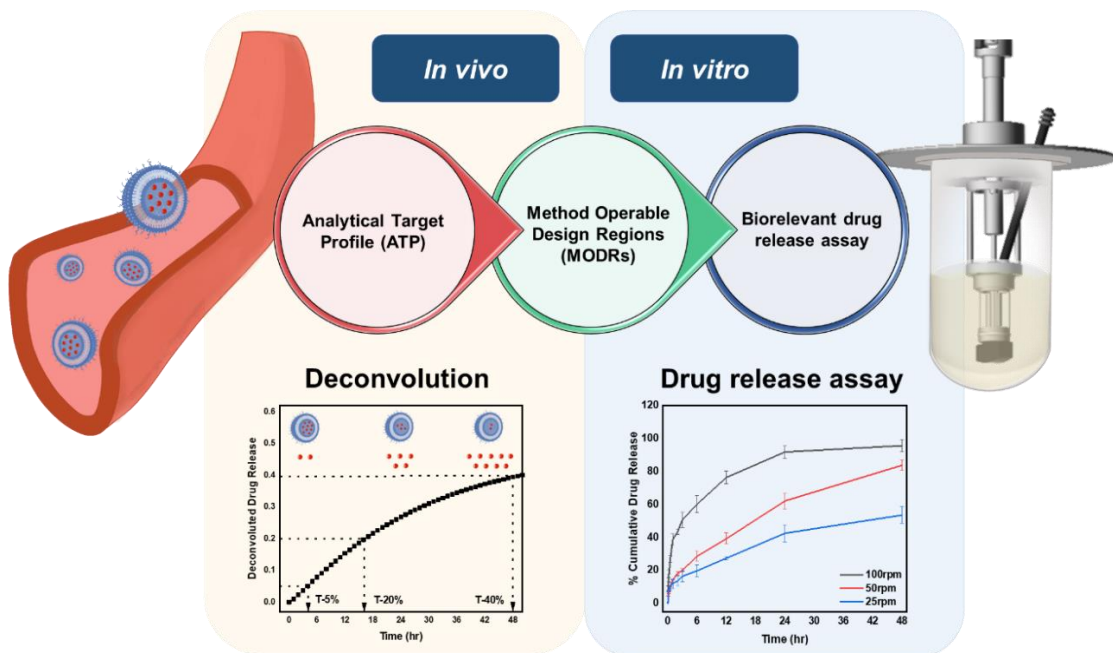 In vivo
In vitro
Analytical Target
Profile (ATP)
Method Operable
Design Regions
(MODRs)
Biorelevant drug
release assay
Deconvolution
Deconvoluted Drug Release
0.6
0.5
0.4
0.3
0.2
0.1
0.0
T-5%
T-20%
T-40%
0 6 12 18 24 30 36 42 48
Time (hr)
Drug release assay
% Cumulative Drug Release
120
100
80
60
40
20
0
100rpm
50rpm
25rpm
0 6 12 18 24 30 36 42 48
Time (hr)